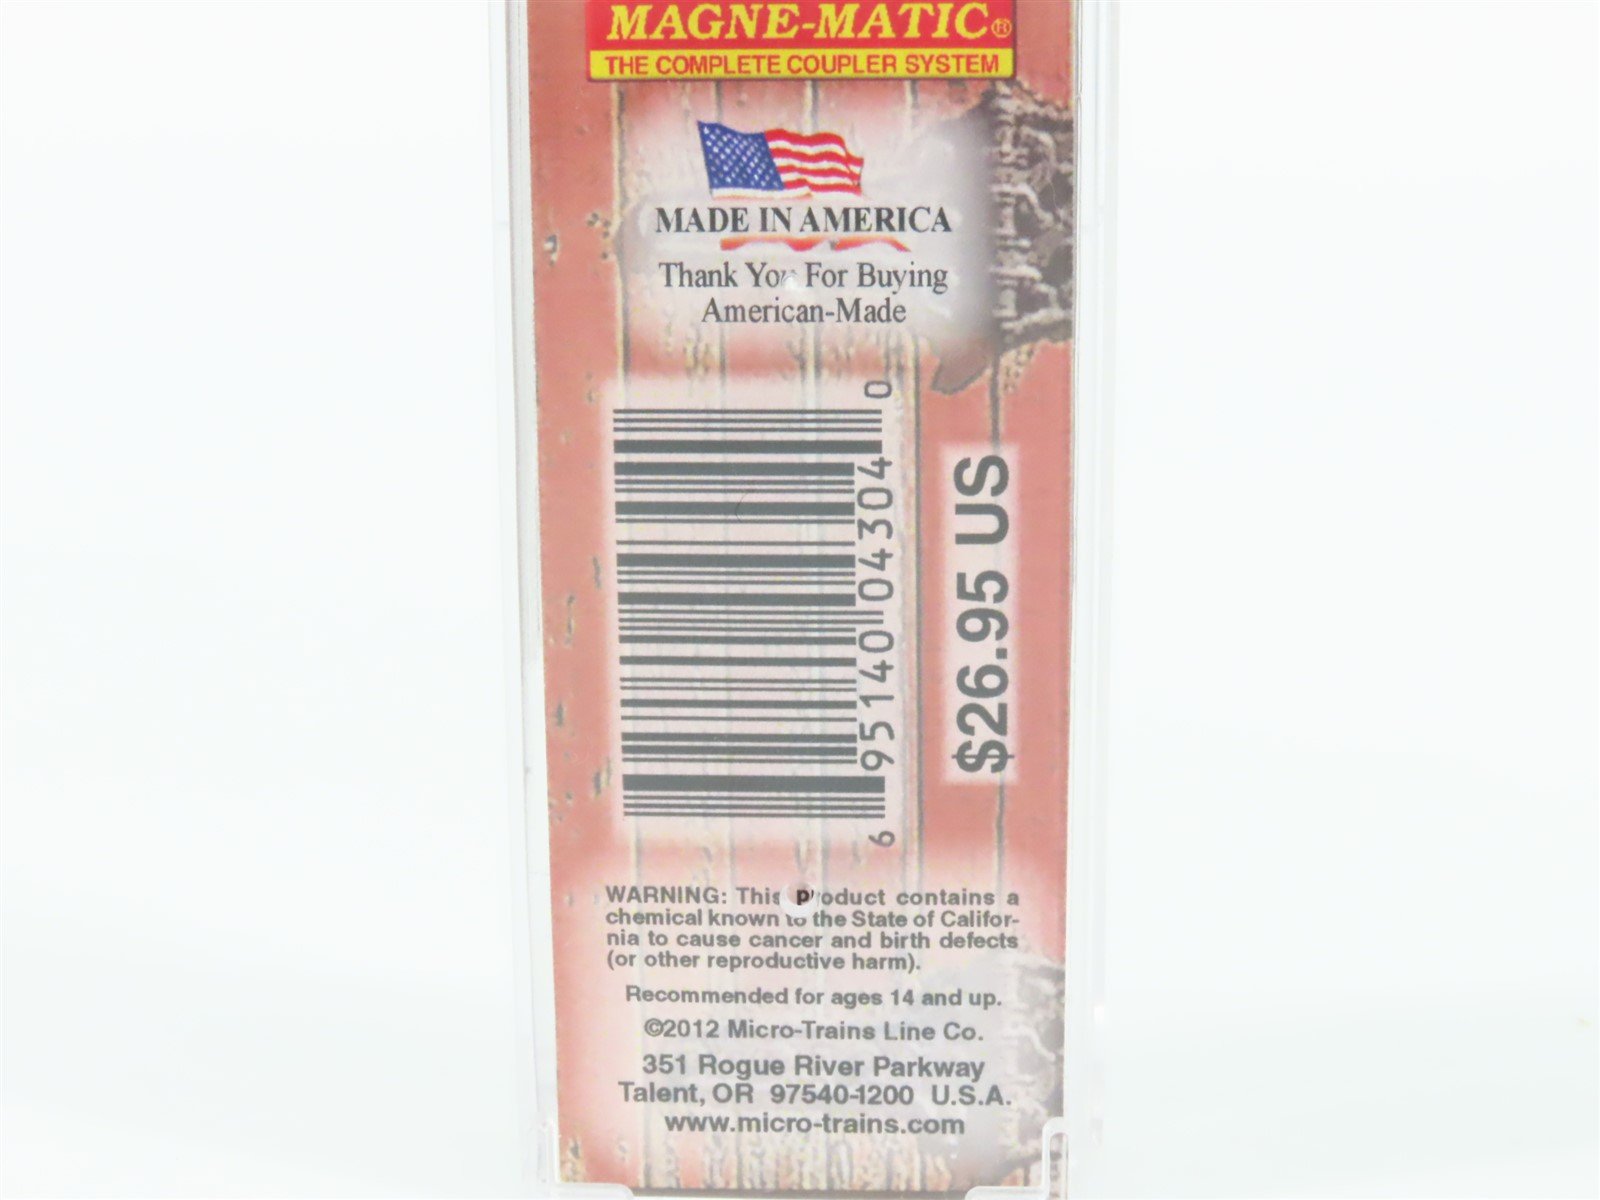 MAGNE-MATIC®
THE COMPLETE COUPLER SYSTEM
MADE IN AMERICA
Thank You For Buying
American-Made
6 95140 04304 0
$26.95 US
WARNING: This product contains a
chemical known to the State of Califor-
nia to cause cancer and birth defects
(or other reproductive harm).
Recommended for ages 14 and up.
©2012 Micro-Trains Line Co.
351 Rogue River Parkway
Talent, OR 97540-1200 U.S.A.
www.micro-trains.com